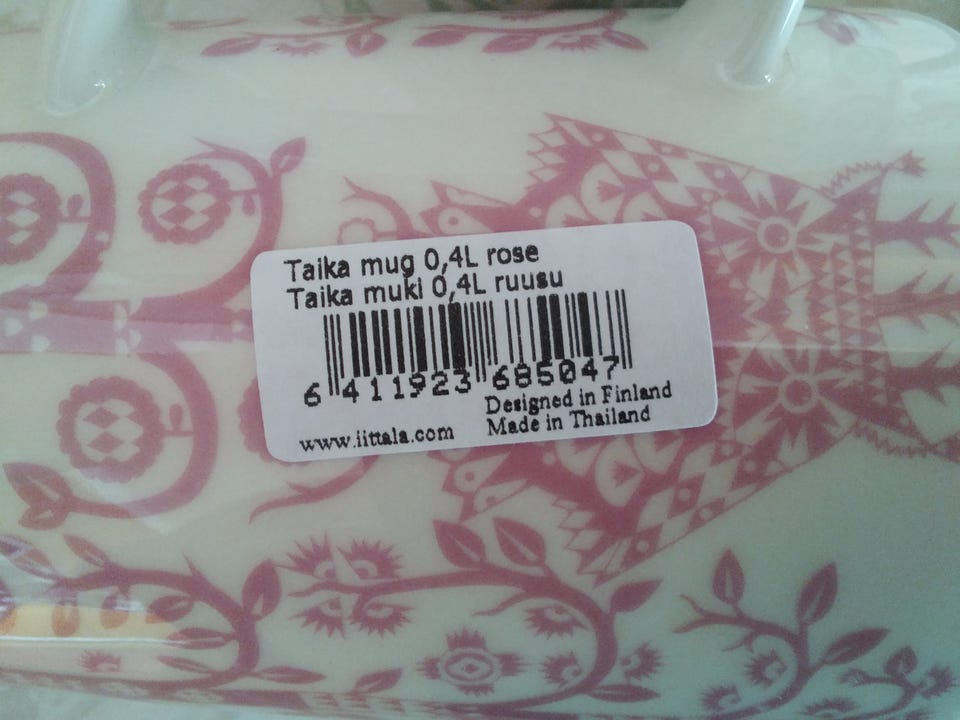 Taika mug 0,4L rose
Taika muki 0,4L ruusu
6 411923 685047
Designed in Finland
www.iittala.com Made in Thailand